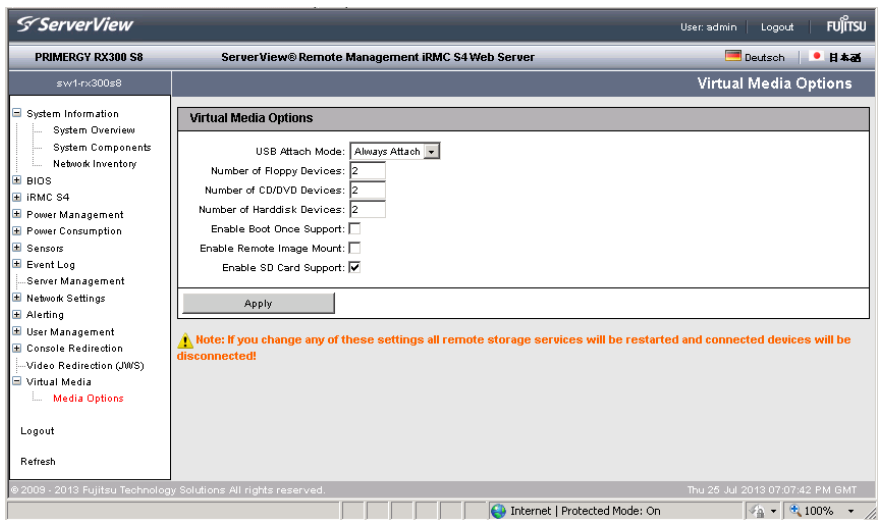 ServerView
User: admin Logout FUJITSU
PRIMERGY RX300 S8 ServerView® Remote Management iRMC S4 Web Server Deutsch 日本語
sw1-rx300s8 Virtual Media Options
System Information
System Overview
System Components
Network Inventory
BIOS
iRMC S4
Power Management
Power Consumption
Sensors
Event Log
Server Management
Network Settings
Alerting
User Management
Console Redirection
Video Redirection (JWS)
Virtual Media
Media Options
Logout
Refresh
Virtual Media Options
USB Attach Mode: Always Attach
Number of Floppy Devices: 2
Number of CD/DVD Devices: 2
Number of Harddisk Devices: 2
Enable Boot Once Support:
Enable Remote Image Mount:
Enable SD Card Support:
Apply
Note: If you change any of these settings all remote storage services will be restarted and connected devices will be
disconnected!
© 2009 - 2013 Fujitsu Technology Solutions All rights reserved. Thu 25 Jul 2013 07:07:42 PM GMT
Internet | Protected Mode: On 100%